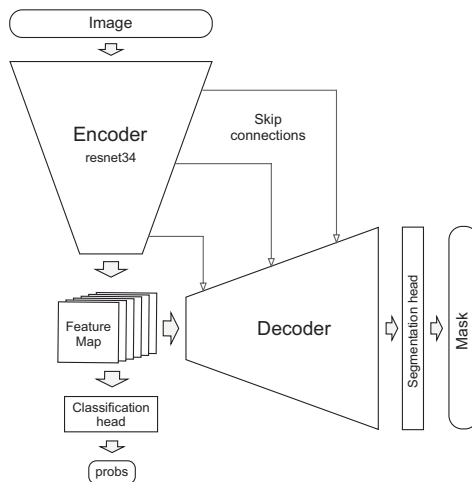 Image
Encoder
resnet34
Skip
connections
Feature
Map
Decoder
Segmentation head
Mask
Classification
head
probs